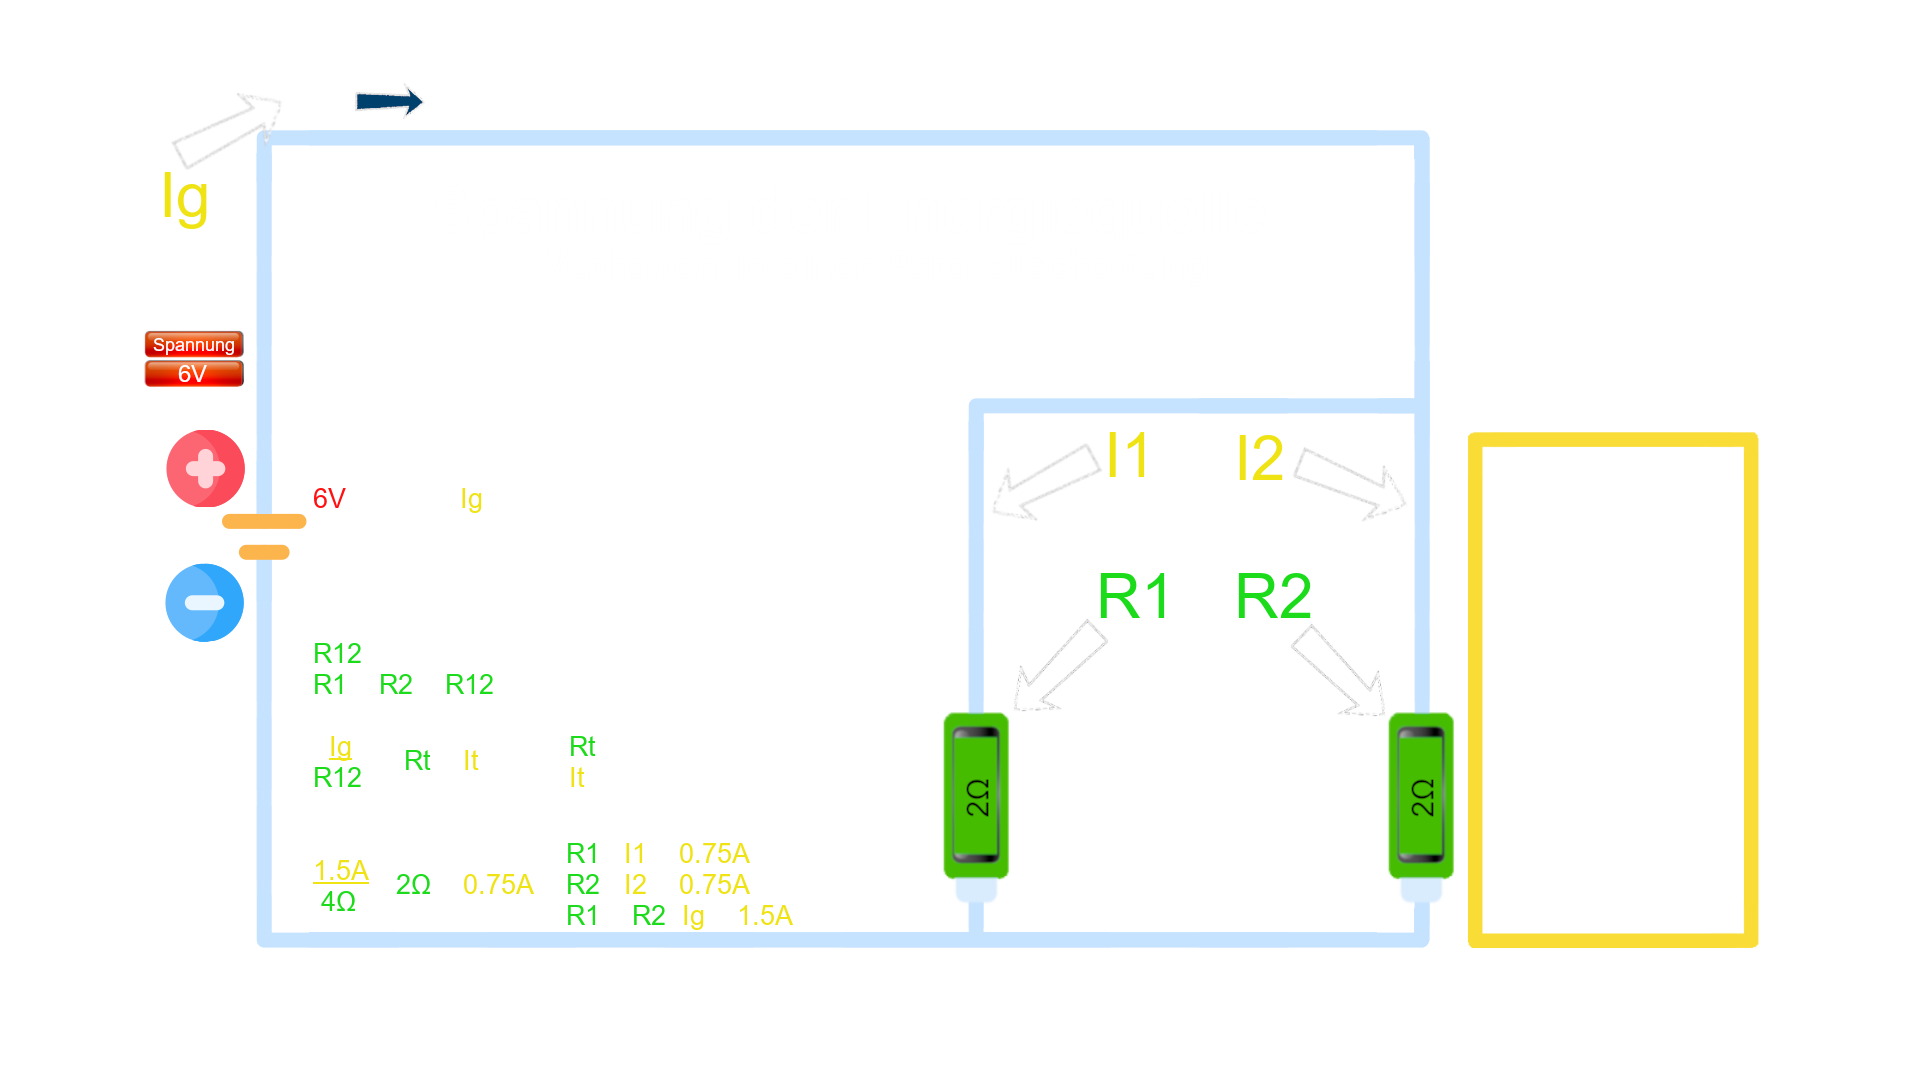 Ig
Spannung
6V
I1 I2
6V Ig
R1 R2
R12
R1 R2 R12
Ig
R12
Rt It
Rt
It
2Ω
2Ω
1.5A
4Ω
2Ω 0.75A
R1 I1 0.75A
R2 I2 0.75A
R1 R2 Ig 1.5A